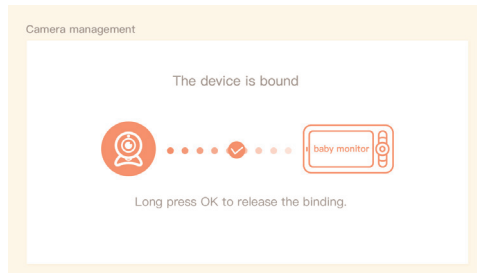 Camera management
The device is bound
baby monitor
Long press OK to release the binding.